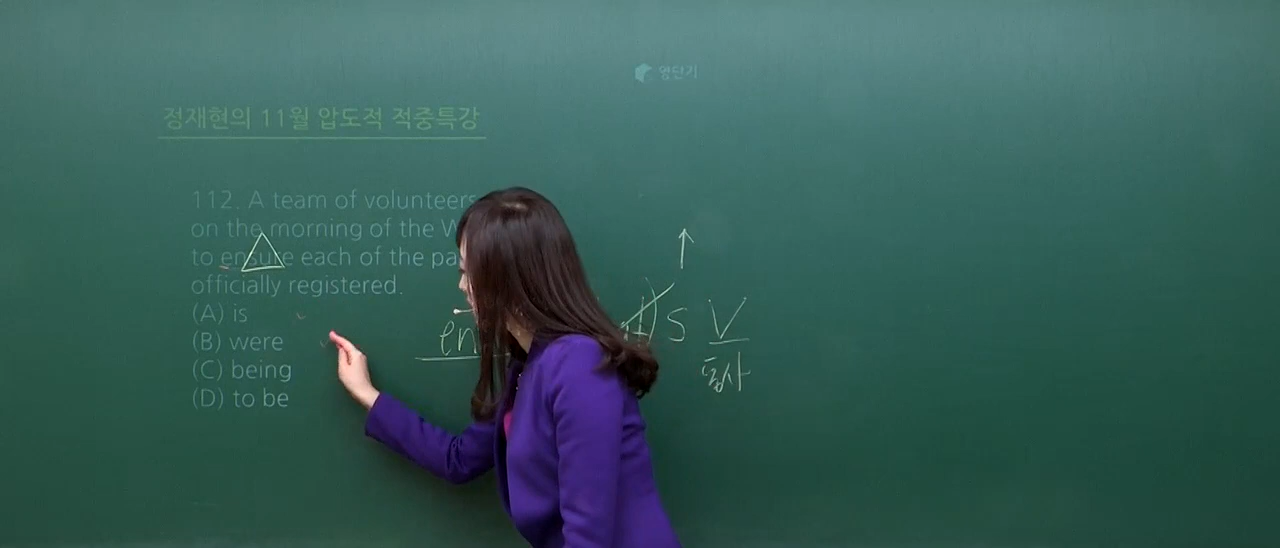 영단기
정재현의 11월 압도적 적중특강
112. A team of volunteers
on the morning of the W
to ensure each of the pa
officially registered.
(A) is
(B) were
(C) being
(D) to be
en
S V
동사